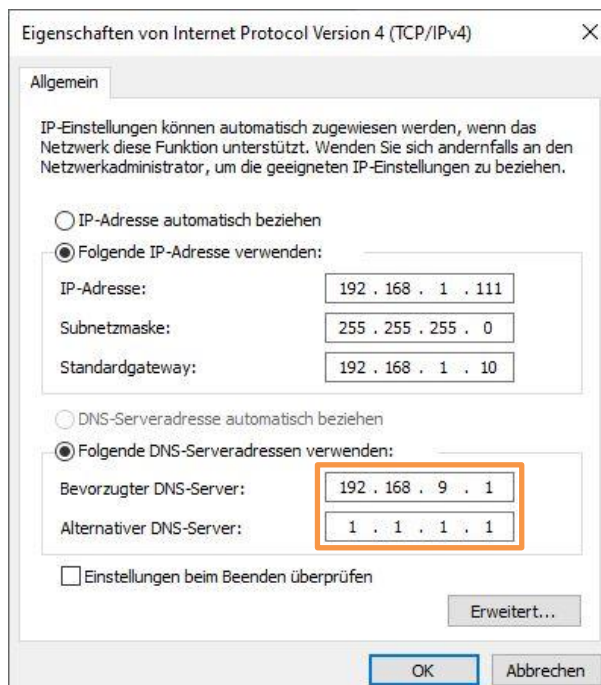 Eigenschaften von Internet Protocol Version 4 (TCP/IPv4)
Allgemein
IP-Einstellungen können automatisch zugewiesen werden, wenn das
Netzwerk diese Funktion unterstützt. Wenden Sie sich andernfalls an den
Netzwerkadministrator, um die geeigneten IP-Einstellungen zu beziehen.
IP-Adresse automatisch beziehen
Folgende IP-Adresse verwenden:
IP-Adresse: 192 . 168 . 1 . 111
Subnetzmaske: 255 . 255 . 255 . 0
Standardgateway: 192 . 168 . 1 . 10
DNS-Serveradresse automatisch beziehen
Folgende DNS-Serveradressen verwenden:
Bevorzugter DNS-Server: 192 . 168 . 9 . 1
Alternativer DNS-Server: 1 . 1 . 1 . 1
Einstellungen beim Beenden überprüfen
Erweitert...
OK Abbrechen